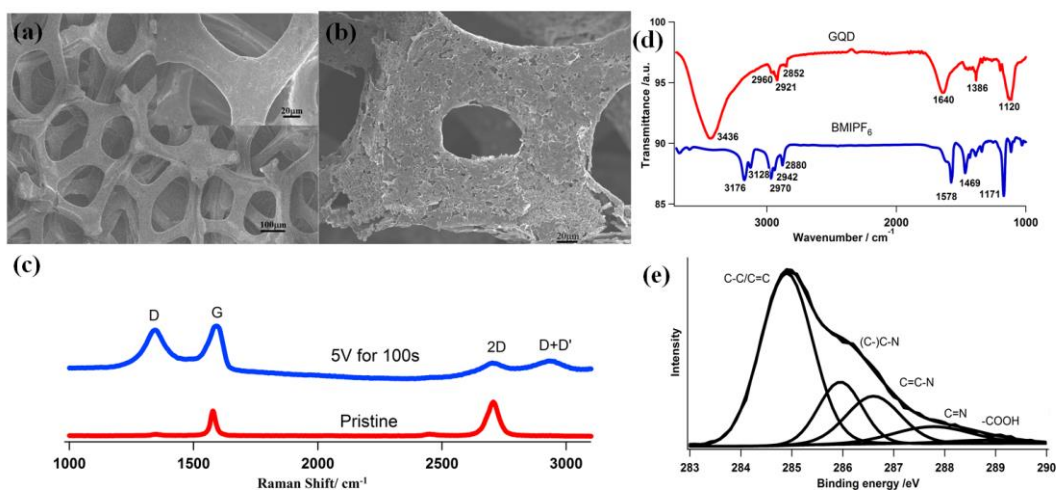 (a)
20μm
100μm
(b)
20μm
(c)
D
G
2D
D+D'
5V for 100s
Pristine
1000
1500
2000
2500
3000
Raman Shift/ cm-1
(d)
100
95
90
85
Transmittance /a.u.
GQD
2960
2852
2921
3436
1640
1386
1120
BMIPF6
3176
3128
2970
2942
2880
1578
1469
1171
3000
2000
1000
Wavenumber / cm-1
(e)
Intensity
C-C/C=C
(C-)C-N
C=C-N
C=N
-COOH
283
284
285
286
287
288
289
290
Binding energy /eV